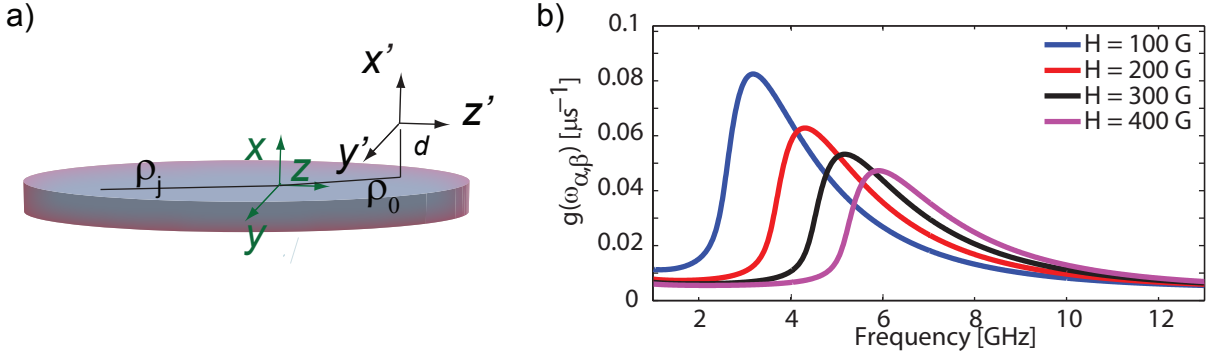 a)
x'
z'
y'
d
x
z
y
ρj
ρ0
b)
g(ωα,β) [μs⁻¹]
0.1
0.08
0.06
0.04
0.02
0
2 4 6 8 10 12
Frequency [GHz]
H = 100 G
H = 200 G
H = 300 G
H = 400 G